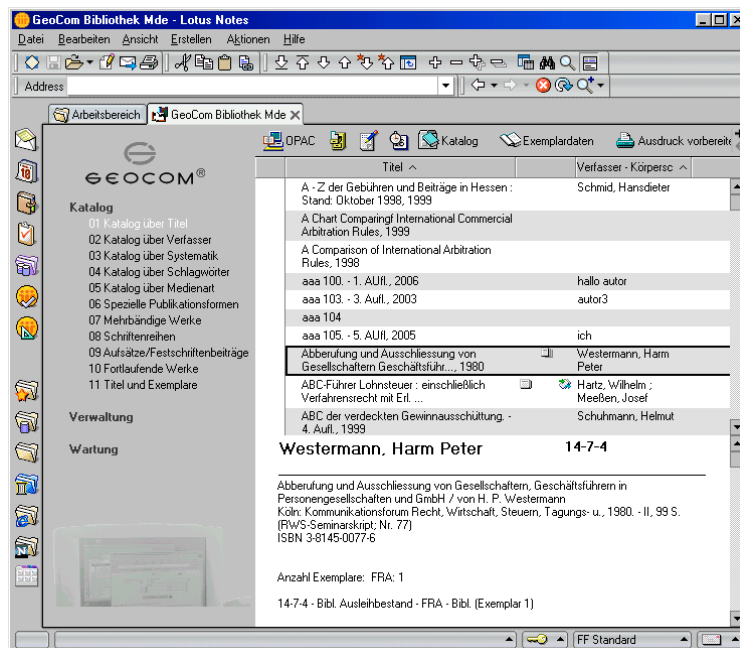 GeoCom Bibliothek Mde - Lotus Notes
Datei Bearbeiten Ansicht Erstellen Aktionen Hilfe
Address
Arbeitsbereich GeoCom Bibliothek Mde
OPAC Katalog Exemplardaten Ausdruck vorbereite
GEOCOM®
Katalog
01 Katalog über Titel
02 Katalog über Verfasser
03 Katalog über Systematik
04 Katalog über Schlagwörter
05 Katalog über Medienart
06 Spezielle Publikationsformen
07 Mehrbändige Werke
08 Schriftenreihen
09 Aufsätze/Festschriftenbeiträge
10 Fortlaufende Werke
11 Titel und Exemplare
Verwaltung
Wartung
Titel Verfasser - Körpersc
A - Z der Gebühren und Beiträge in Hessen : Schmid, Hansdieter
Stand: Oktober 1998, 1999
A Chart Comparingf International Commercial
Arbitration Rules, 1999
A Comparison of International Arbitration
Rules, 1998
aaa 100. - 1. AUfl., 2006 hallo autor
aaa 103. - 3. Aufl., 2003 autor3
aaa 104
aaa 105. - 5. AUfl, 2005 ich
Abberufung und Ausschliessung von Westermann, Harm
Gesellschaftern Geschäftsführ..., 1980 Peter
ABC-Führer Lohnsteuer : einschließlich Hartz, Wilhelm ;
Verfahrensrecht mit Erl. ... Meeßen, Josef
ABC der verdeckten Gewinnausschüttung. - Schuhmann, Helmut
4. Aufl., 1999
Westermann, Harm Peter 14-7-4
Abberufung und Ausschliessung von Gesellschaftern, Geschäftsführern in
Personengesellschaften und GmbH / von H. P. Westermann
Köln: Kommunikationsforum Recht, Wirtschaft, Steuern, Tagungs- u., 1980. - II, 99 S.
(RWS-Seminarskript; Nr. 77)
ISBN 3-8145-0077-6
Anzahl Exemplare: FRA: 1
14-7-4 - Bibl. Ausleihbestand - FRA - Bibl. (Exemplar 1)
FF Standard